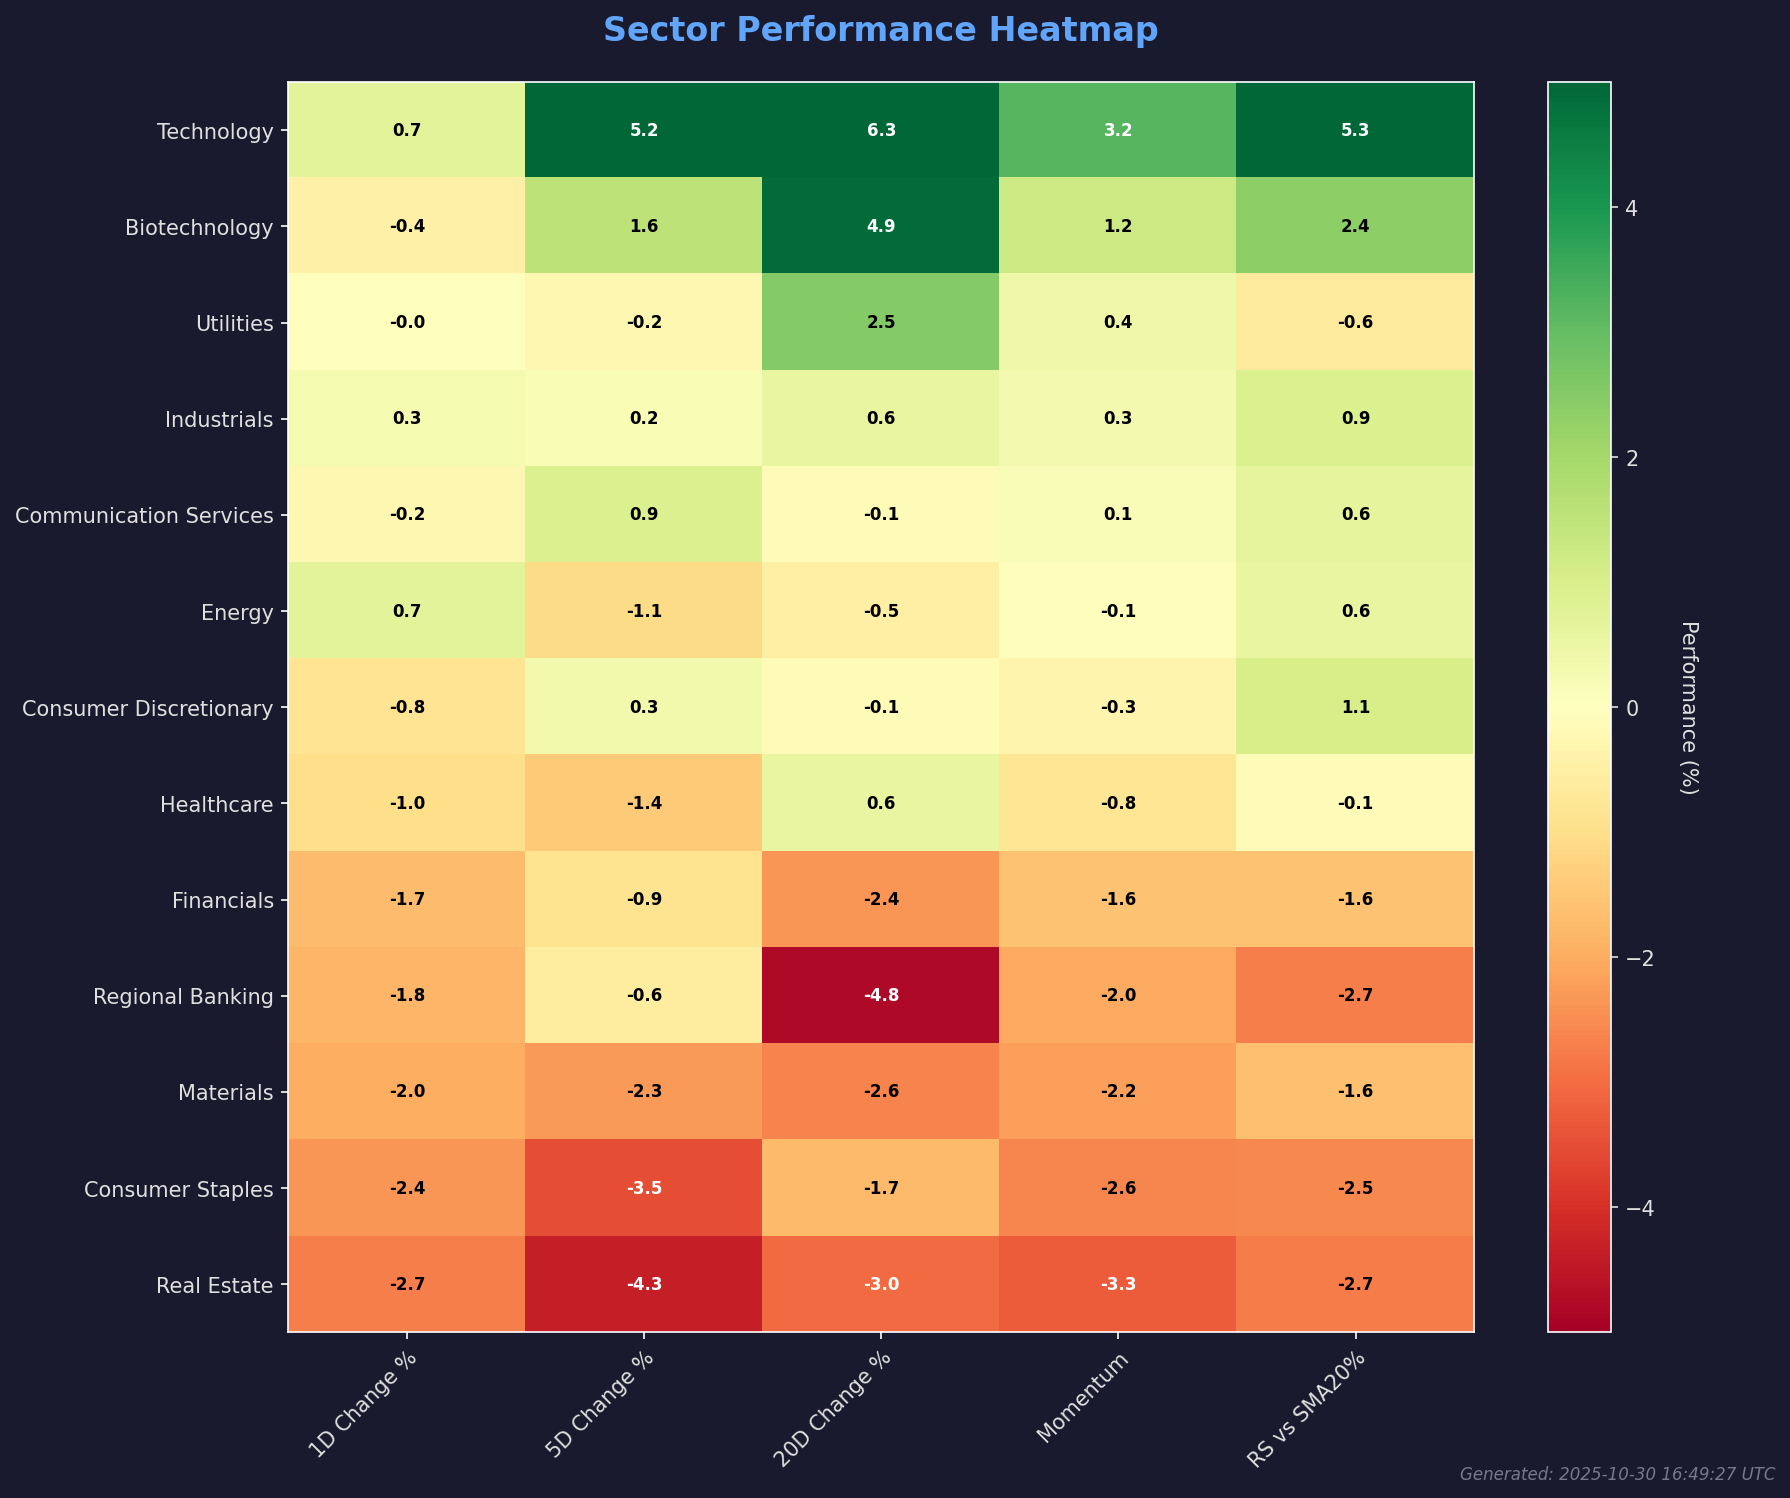 Sector Performance Heatmap
Technology 0.7 5.2 6.3 3.2 5.3
Biotechnology -0.4 1.6 4.9 1.2 2.4
Utilities -0.0 -0.2 2.5 0.4 -0.6
Industrials 0.3 0.2 0.6 0.3 0.9
Communication Services -0.2 0.9 -0.1 0.1 0.6
Energy 0.7 -1.1 -0.5 -0.1 0.6
Consumer Discretionary -0.8 0.3 -0.1 -0.3 1.1
Healthcare -1.0 -1.4 0.6 -0.8 -0.1
Financials -1.7 -0.9 -2.4 -1.6 -1.6
Regional Banking -1.8 -0.6 -4.8 -2.0 -2.7
Materials -2.0 -2.3 -2.6 -2.2 -1.6
Consumer Staples -2.4 -3.5 -1.7 -2.6 -2.5
Real Estate -2.7 -4.3 -3.0 -3.3 -2.7
1D Change % 5D Change % 20D Change % Momentum RS vs SMA20%
4
2
0
−2
−4
Performance (%)
Generated: 2025-10-30 16:49:27 UTC